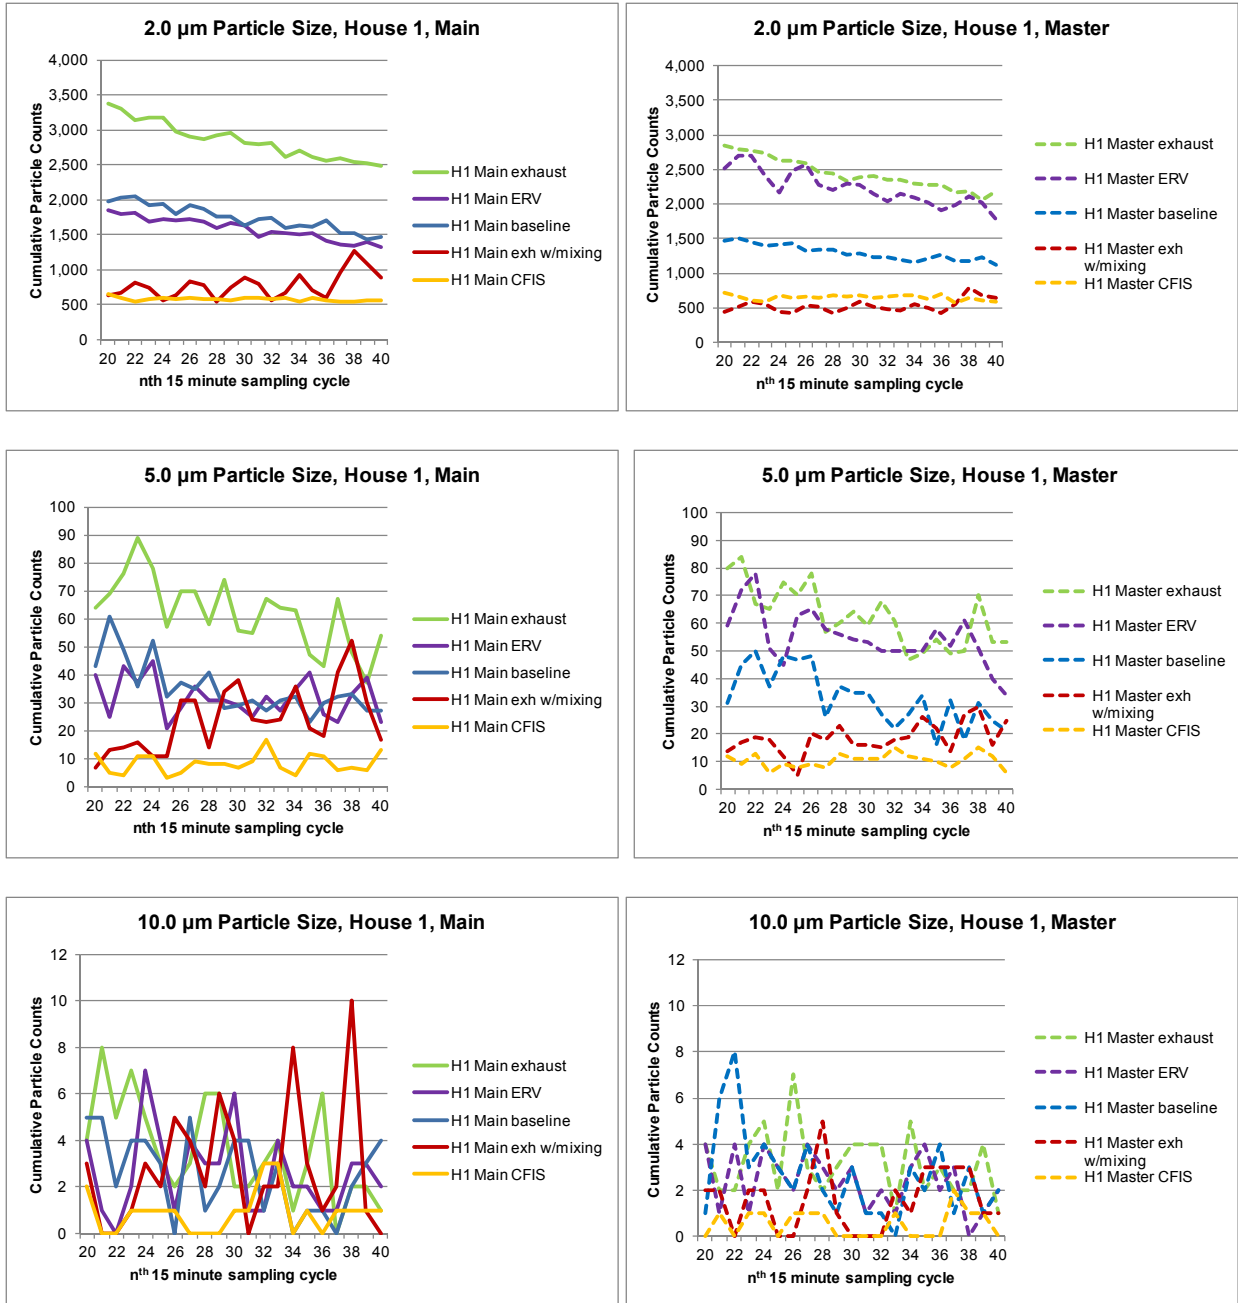 2.0 µm Particle Size, House 1, Main
Cumulative Particle Counts
4,000
3,500
3,000
2,500
2,000
1,500
1,000
500
0
20 22 24 26 28 30 32 34 36 38 40
nth 15 minute sampling cycle
H1 Main exhaust
H1 Main ERV
H1 Main baseline
H1 Main exh w/mixing
H1 Main CFIS
2.0 µm Particle Size, House 1, Master
Cumulative Particle Counts
4,000
3,500
3,000
2,500
2,000
1,500
1,000
500
0
20 22 24 26 28 30 32 34 36 38 40
nth 15 minute sampling cycle
H1 Master exhaust
H1 Master ERV
H1 Master baseline
H1 Master exh
w/mixing
H1 Master CFIS
5.0 µm Particle Size, House 1, Main
Cumulative Particle Counts
100
90
80
70
60
50
40
30
20
10
0
20 22 24 26 28 30 32 34 36 38 40
nth 15 minute sampling cycle
H1 Main exhaust
H1 Main ERV
H1 Main baseline
H1 Main exh w/mixing
H1 Main CFIS
5.0 µm Particle Size, House 1, Master
Cumulative Particle Counts
100
90
80
70
60
50
40
30
20
10
0
20 22 24 26 28 30 32 34 36 38 40
nth 15 minute sampling cycle
H1 Master exhaust
H1 Master ERV
H1 Master baseline
H1 Master exh
w/mixing
H1 Master CFIS
10.0 µm Particle Size, House 1, Main
Cumulative Particle Counts
12
10
8
6
4
2
0
20 22 24 26 28 30 32 34 36 38 40
nth 15 minute sampling cycle
H1 Main exhaust
H1 Main ERV
H1 Main baseline
H1 Main exh w/mixing
H1 Main CFIS
10.0 µm Particle Size, House 1, Master
Cumulative Particle Counts
12
10
8
6
4
2
0
20 22 24 26 28 30 32 34 36 38 40
nth 15 minute sampling cycle
H1 Master exhaust
H1 Master ERV
H1 Master baseline
H1 Master exh
w/mixing
H1 Master CFIS